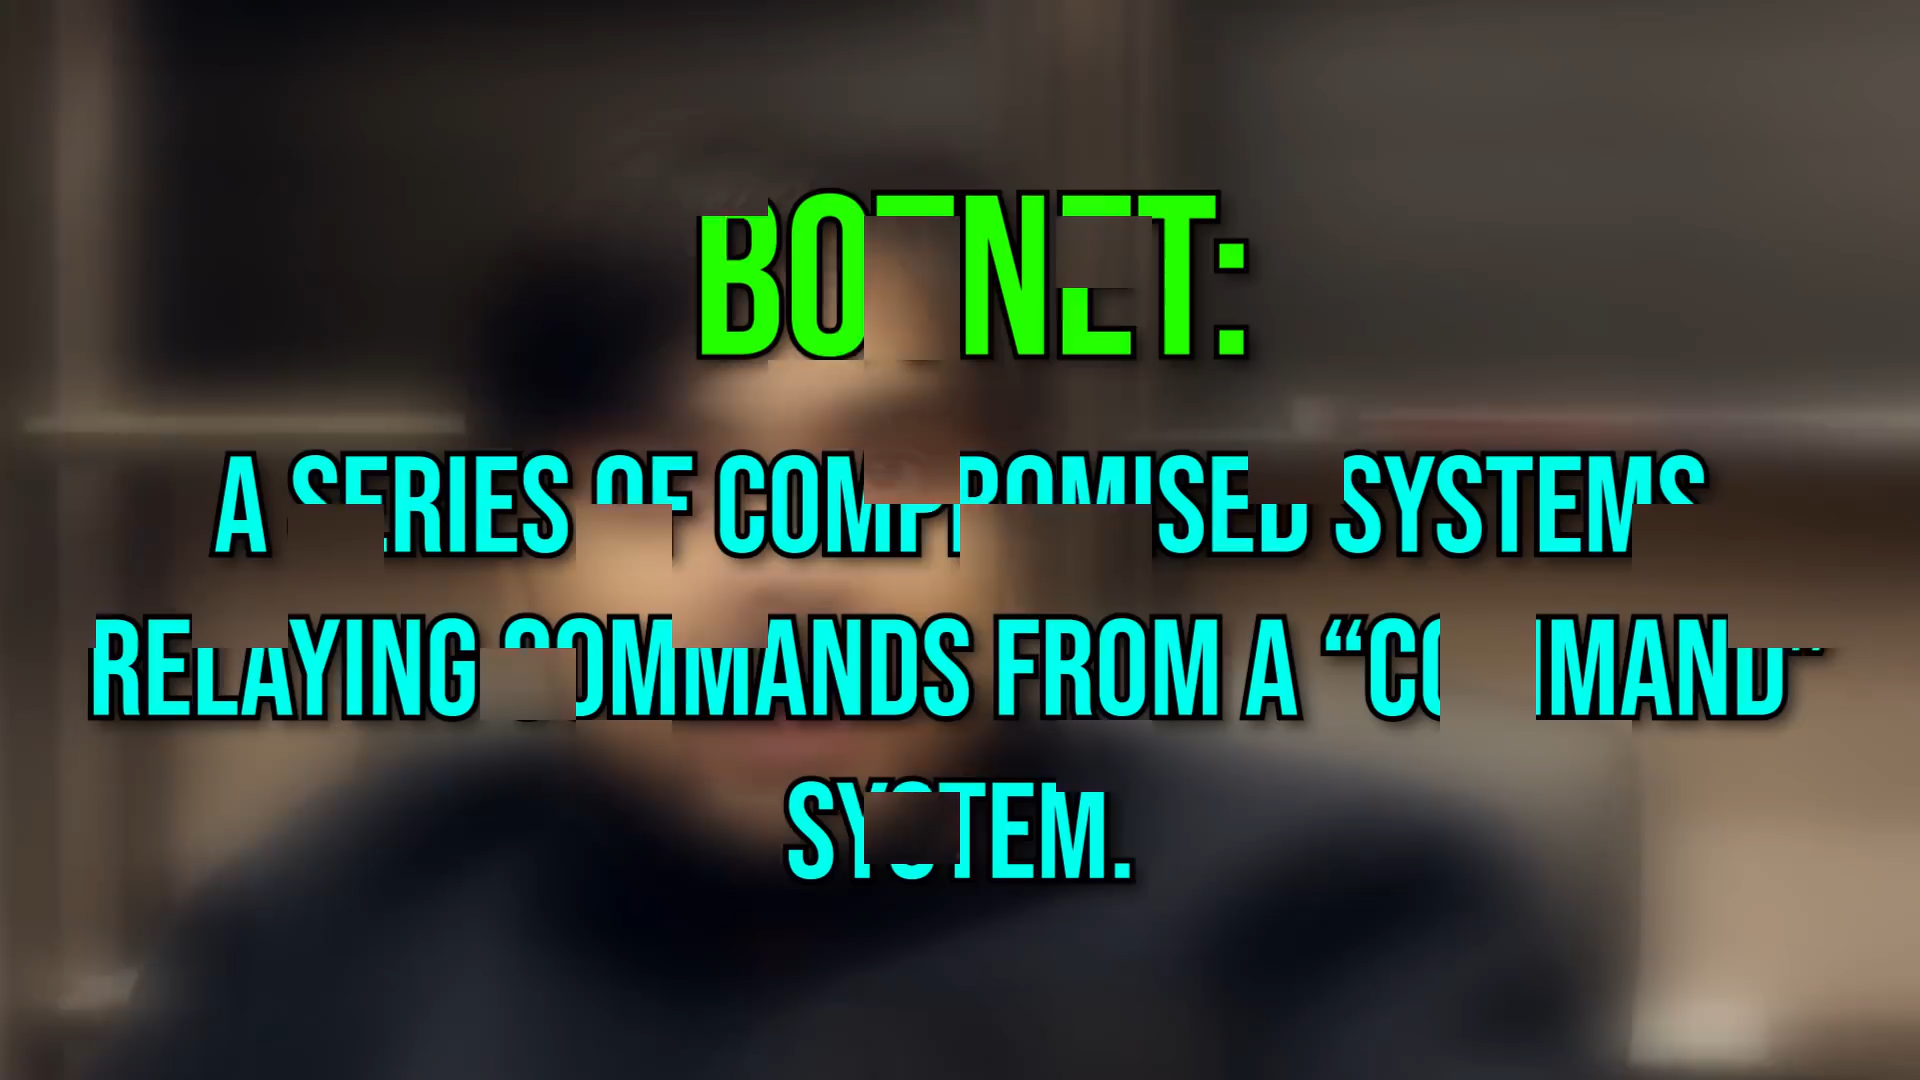 BOTNET:
A SERIES OF COMPROMISED SYSTEMS
RELAYING COMMANDS FROM A “COMMAND”
SYSTEM.